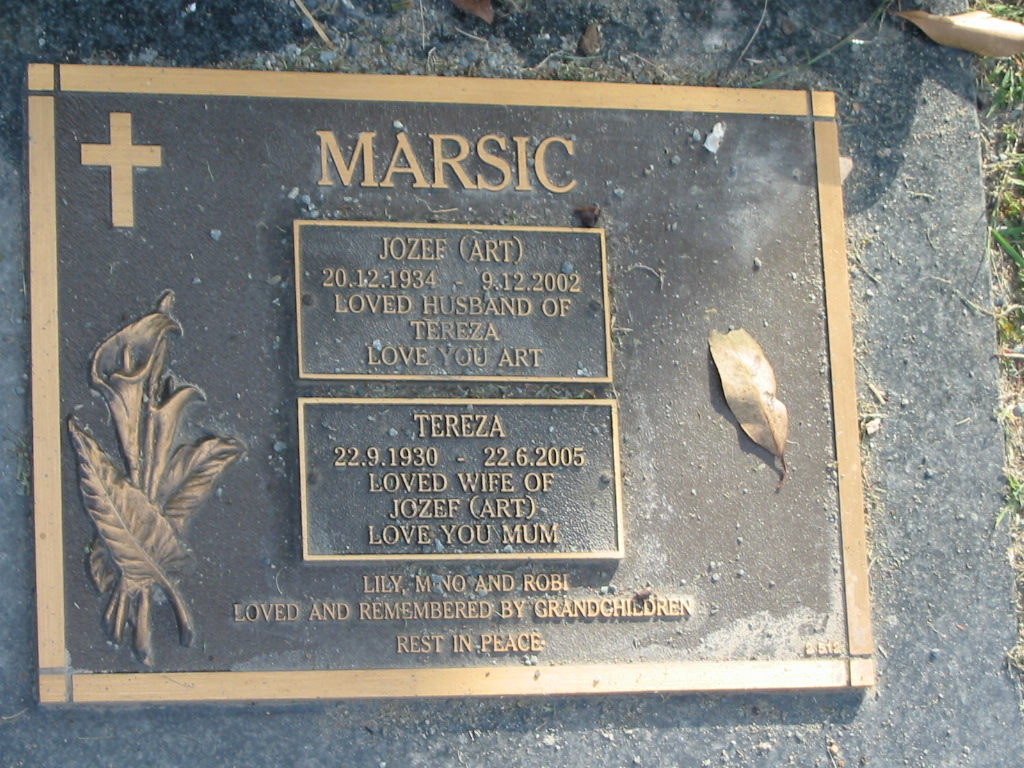 MARSIC
JOZEF (ART)
20.12.1934 - 9.12.2002
LOVED HUSBAND OF
TEREZA
LOVE YOU ART
TEREZA
22.9.1930 - 22.6.2005
LOVED WIFE OF
JOZEF (ART)
LOVE YOU MUM
LILY, MINO AND ROBI
LOVED AND REMEMBERED BY GRANDCHILDREN
REST IN PEACE